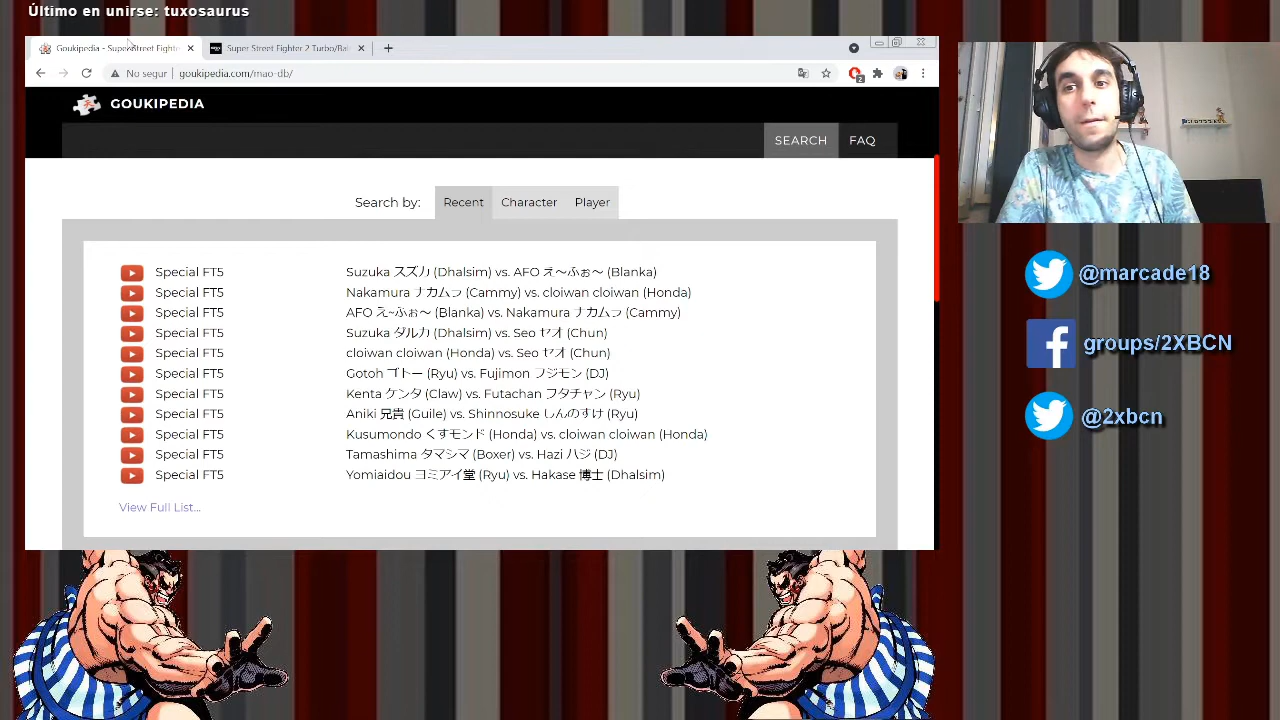 Último en unirse: tuxosaurus
Goukipedia - Super Street Fighte
Super Street Fighter 2 Turbo/Bal
No segur
goukipedia.com/mao-db/
2
GOUKIPEDIA
SEARCH FAQ
Search by: Recent Character Player
Special FT5 Suzuka スズカ (Dhalsim) vs. AFO え〜ふぉ〜 (Blanka)
Special FT5 Nakamura ナカムラ (Cammy) vs. cloiwan cloiwan (Honda)
Special FT5 AFO え~ふぉ〜 (Blanka) vs. Nakamura ナカムラ (Cammy)
Special FT5 Suzuka ダルカ (Dhalsim) vs. Seo セオ (Chun)
Special FT5 cloiwan cloiwan (Honda) vs. Seo セオ (Chun)
Special FT5 Gotoh ゴトー (Ryu) vs. Fujimon フジモン (DJ)
Special FT5 Kenta ケンタ (Claw) vs. Futachan フタチャン (Ryu)
Special FT5 Aniki 兄貴 (Guile) vs. Shinnosuke しんのすけ (Ryu)
Special FT5 Kusumondo くすモンド (Honda) vs. cloiwan cloiwan (Honda)
Special FT5 Tamashima タマシマ (Boxer) vs. Hazi ハジ (DJ)
Special FT5 Yomiaidou ヨミアイ堂 (Ryu) vs. Hakase 博士 (Dhalsim)
View Full List...
@marcade18
groups/2XBCN
@2xbcn